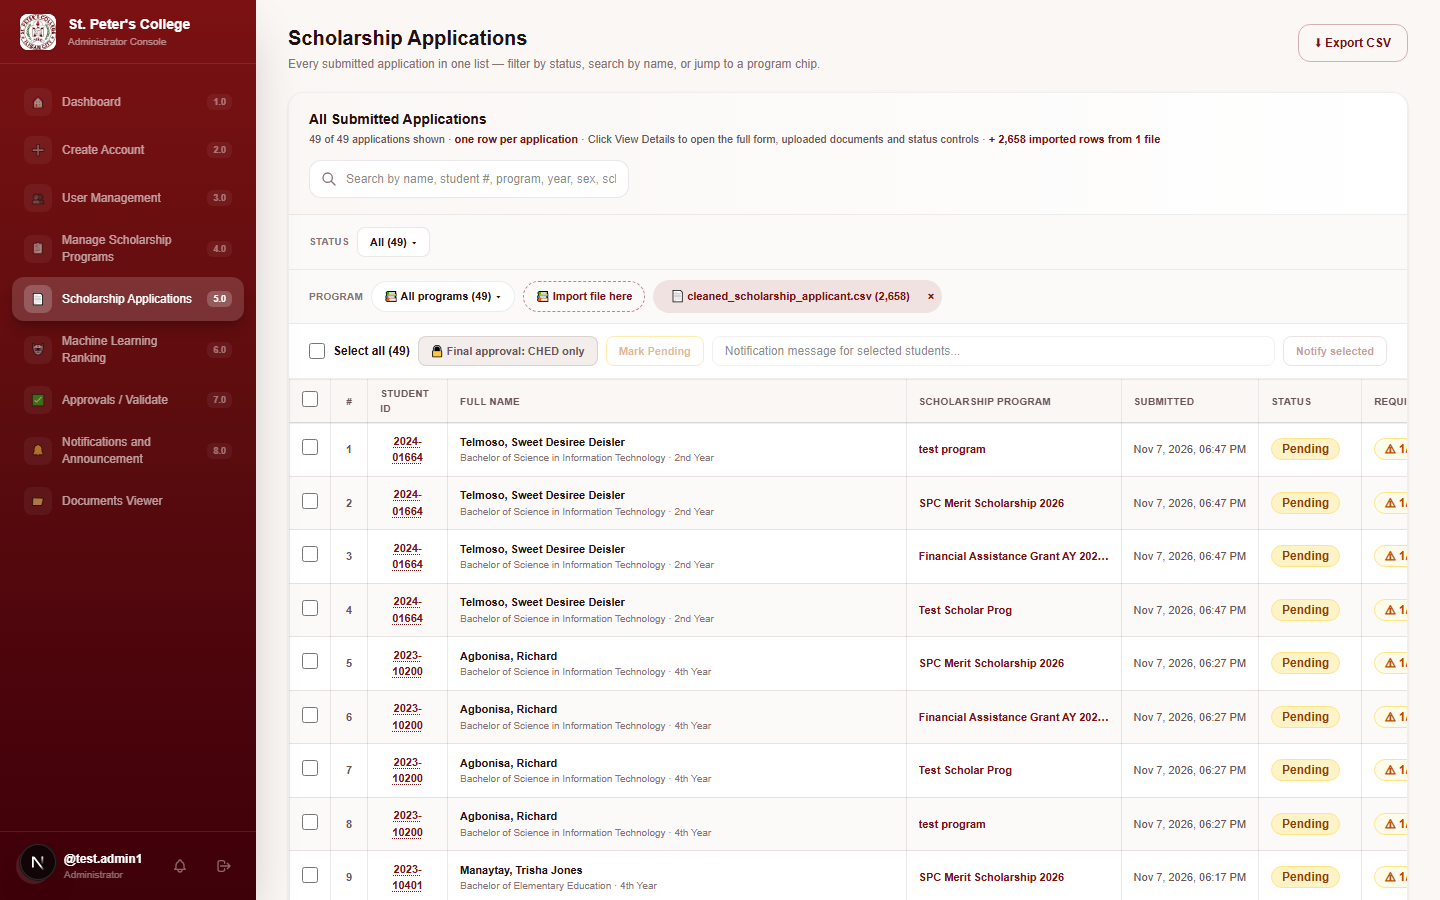 St. Peter's College
Administrator Console
Dashboard 1.0
Create Account 2.0
User Management 3.0
Manage Scholarship
Programs 4.0
Scholarship Applications 5.0
Machine Learning
Ranking 6.0
Approvals / Validate 7.0
Notifications and
Announcement 8.0
Documents Viewer
N
@test.admin1
Administrator
Scholarship Applications
Every submitted application in one list — filter by status, search by name, or jump to a program chip.
⬇ Export CSV
All Submitted Applications
49 of 49 applications shown · one row per application · Click View Details to open the full form, uploaded documents and status controls · + 2,658 imported rows from 1 file
Search by name, student #, program, year, sex, scl
STATUS All (49)
PROGRAM All programs (49) Import file here cleaned_scholarship_applicant.csv (2,658) ×
Select all (49) Final approval: CHED only Mark Pending Notification message for selected students... Notify selected
# STUDENT ID FULL NAME SCHOLARSHIP PROGRAM SUBMITTED STATUS REQUI
1 2024-01664 Telmoso, Sweet Desiree Deisler test program Nov 7, 2026, 06:47 PM Pending ⚠ 1/
Bachelor of Science in Information Technology · 2nd Year
2 2024-01664 Telmoso, Sweet Desiree Deisler SPC Merit Scholarship 2026 Nov 7, 2026, 06:47 PM Pending ⚠ 1/
Bachelor of Science in Information Technology · 2nd Year
3 2024-01664 Telmoso, Sweet Desiree Deisler Financial Assistance Grant AY 202... Nov 7, 2026, 06:47 PM Pending ⚠ 1/
Bachelor of Science in Information Technology · 2nd Year
4 2024-01664 Telmoso, Sweet Desiree Deisler Test Scholar Prog Nov 7, 2026, 06:47 PM Pending ⚠ 1/
Bachelor of Science in Information Technology · 2nd Year
5 2023-10200 Agbonisa, Richard SPC Merit Scholarship 2026 Nov 7, 2026, 06:27 PM Pending ⚠ 1/
Bachelor of Science in Information Technology · 4th Year
6 2023-10200 Agbonisa, Richard Financial Assistance Grant AY 202... Nov 7, 2026, 06:27 PM Pending ⚠ 1/
Bachelor of Science in Information Technology · 4th Year
7 2023-10200 Agbonisa, Richard Test Scholar Prog Nov 7, 2026, 06:27 PM Pending ⚠ 1/
Bachelor of Science in Information Technology · 4th Year
8 2023-10200 Agbonisa, Richard test program Nov 7, 2026, 06:27 PM Pending ⚠ 1/
Bachelor of Science in Information Technology · 4th Year
9 2023-10401 Manaytay, Trisha Jones SPC Merit Scholarship 2026 Nov 7, 2026, 06:17 PM Pending ⚠ 1/
Bachelor of Elementary Education · 4th Year